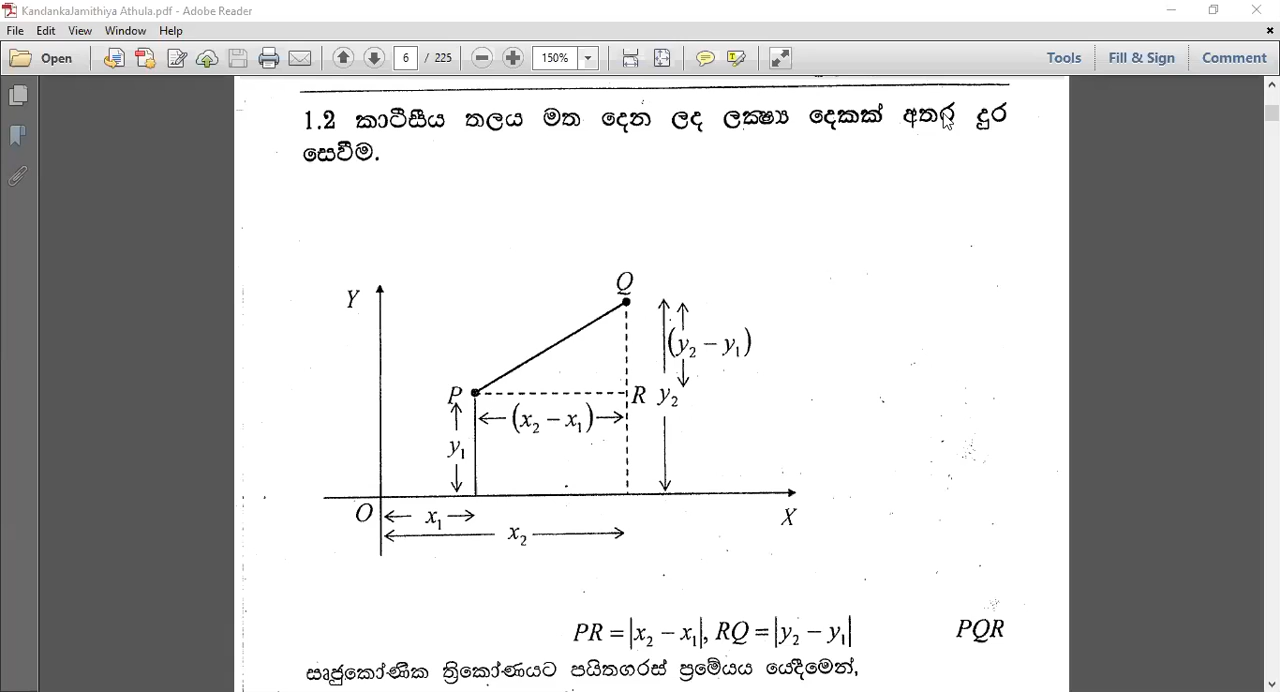 KandankaJamithiya Athula.pdf - Adobe Reader
File Edit View Window Help
Open 6 / 225 150% Tools Fill & Sign Comment
1.2 කාටීසීය තලය මත දෙන ලද ලක්‍ෂ්‍ය දෙකක් අතර දුර
සෙවීම.
Q
Y
(y₂ − y₁)
P R y₂
(x₂ − x₁)
y₁
O x₁ X
x₂
PR = |x₂ − x₁|, RQ = |y₂ − y₁| PQR
ඍජුකෝණික ත්‍රිකෝණයට පයිතගරස් ප්‍රමේයය යෙදීමෙන්,